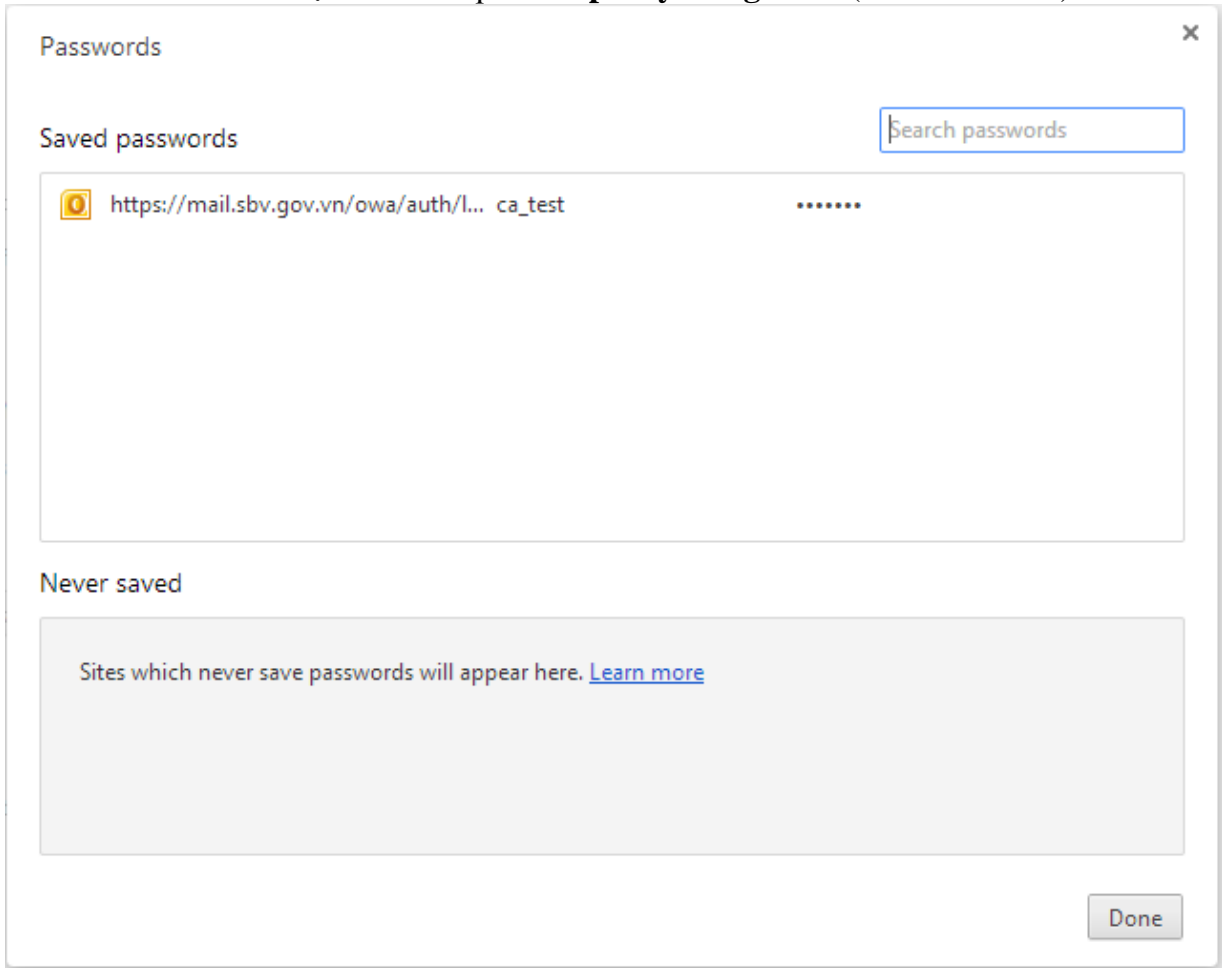 Passwords
Saved passwords
Search passwords
https://mail.sbv.gov.vn/owa/auth/l... ca_test •••••••
Never saved
Sites which never save passwords will appear here. Learn more
Done